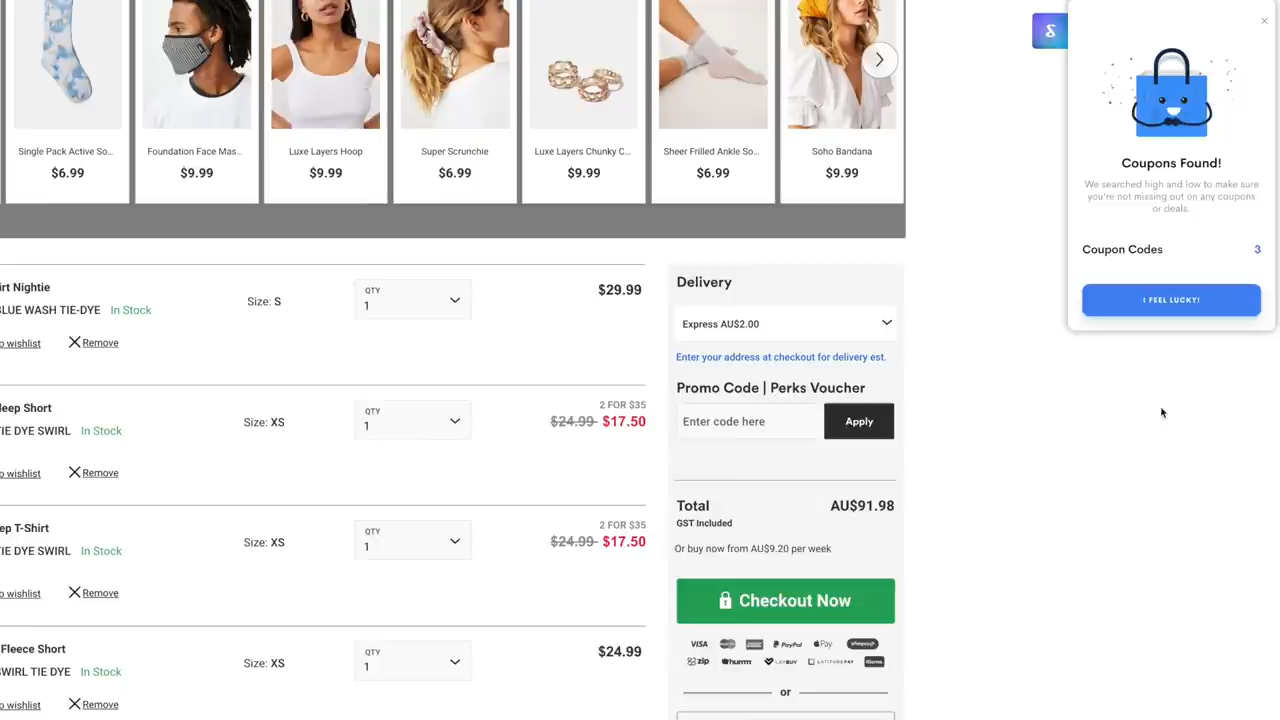 Single Pack Active So...
$6.99
Foundation Face Mas...
$9.99
Luxe Layers Hoop
$9.99
Super Scrunchie
$6.99
Luxe Layers Chunky C...
$9.99
Sheer Frilled Ankle So...
$6.99
Soho Bandana
$9.99
irt Nightie
BLUE WASH TIE-DYE In Stock
o wishlist Remove
Size: S
QTY
1
$29.99
leep Short
TIE DYE SWIRL In Stock
o wishlist Remove
Size: XS
QTY
1
2 FOR $35
$24.99 $17.50
ep T-Shirt
TIE DYE SWIRL In Stock
o wishlist Remove
Size: XS
QTY
1
2 FOR $35
$24.99 $17.50
Fleece Short
SWIRL TIE DYE In Stock
o wishlist Remove
Size: XS
QTY
1
$24.99
Delivery
Express AU$2.00
Enter your address at checkout for delivery est.
Promo Code | Perks Voucher
Enter code here Apply
Total AU$91.98
GST Included
Or buy now from AU$9.20 per week
Checkout Now
VISA PayPal Pay
zip humm LAYBUY LATITUDEPAY
or
Coupons Found!
We searched high and low to make sure
you're not missing out on any coupons
or deals.
Coupon Codes 3
I FEEL LUCKY!